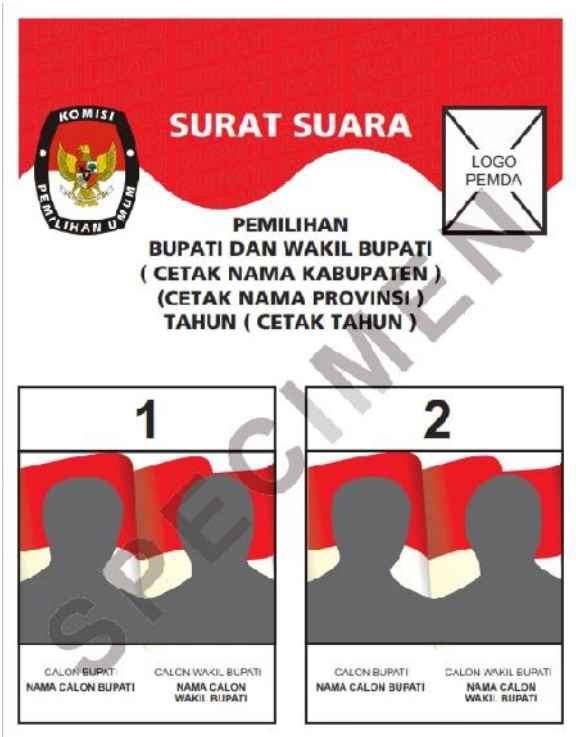 KOMISI
PEMILIHAN UMUM
SURAT SUARA
LOGO
PEMDA
PEMILIHAN
BUPATI DAN WAKIL BUPATI
( CETAK NAMA KABUPATEN )
(CETAK NAMA PROVINSI )
TAHUN ( CETAK TAHUN )
SPECIMEN
1
2
CALON BUPATI
NAMA CALON BUPATI
CALON WAKIL BUPATI
NAMA CALON
WAKIL BUPATI
CALON BUPATI
NAMA CALON BUPATI
CALON WAKIL BUPATI
NAMA CALON
WAKIL BUPATI